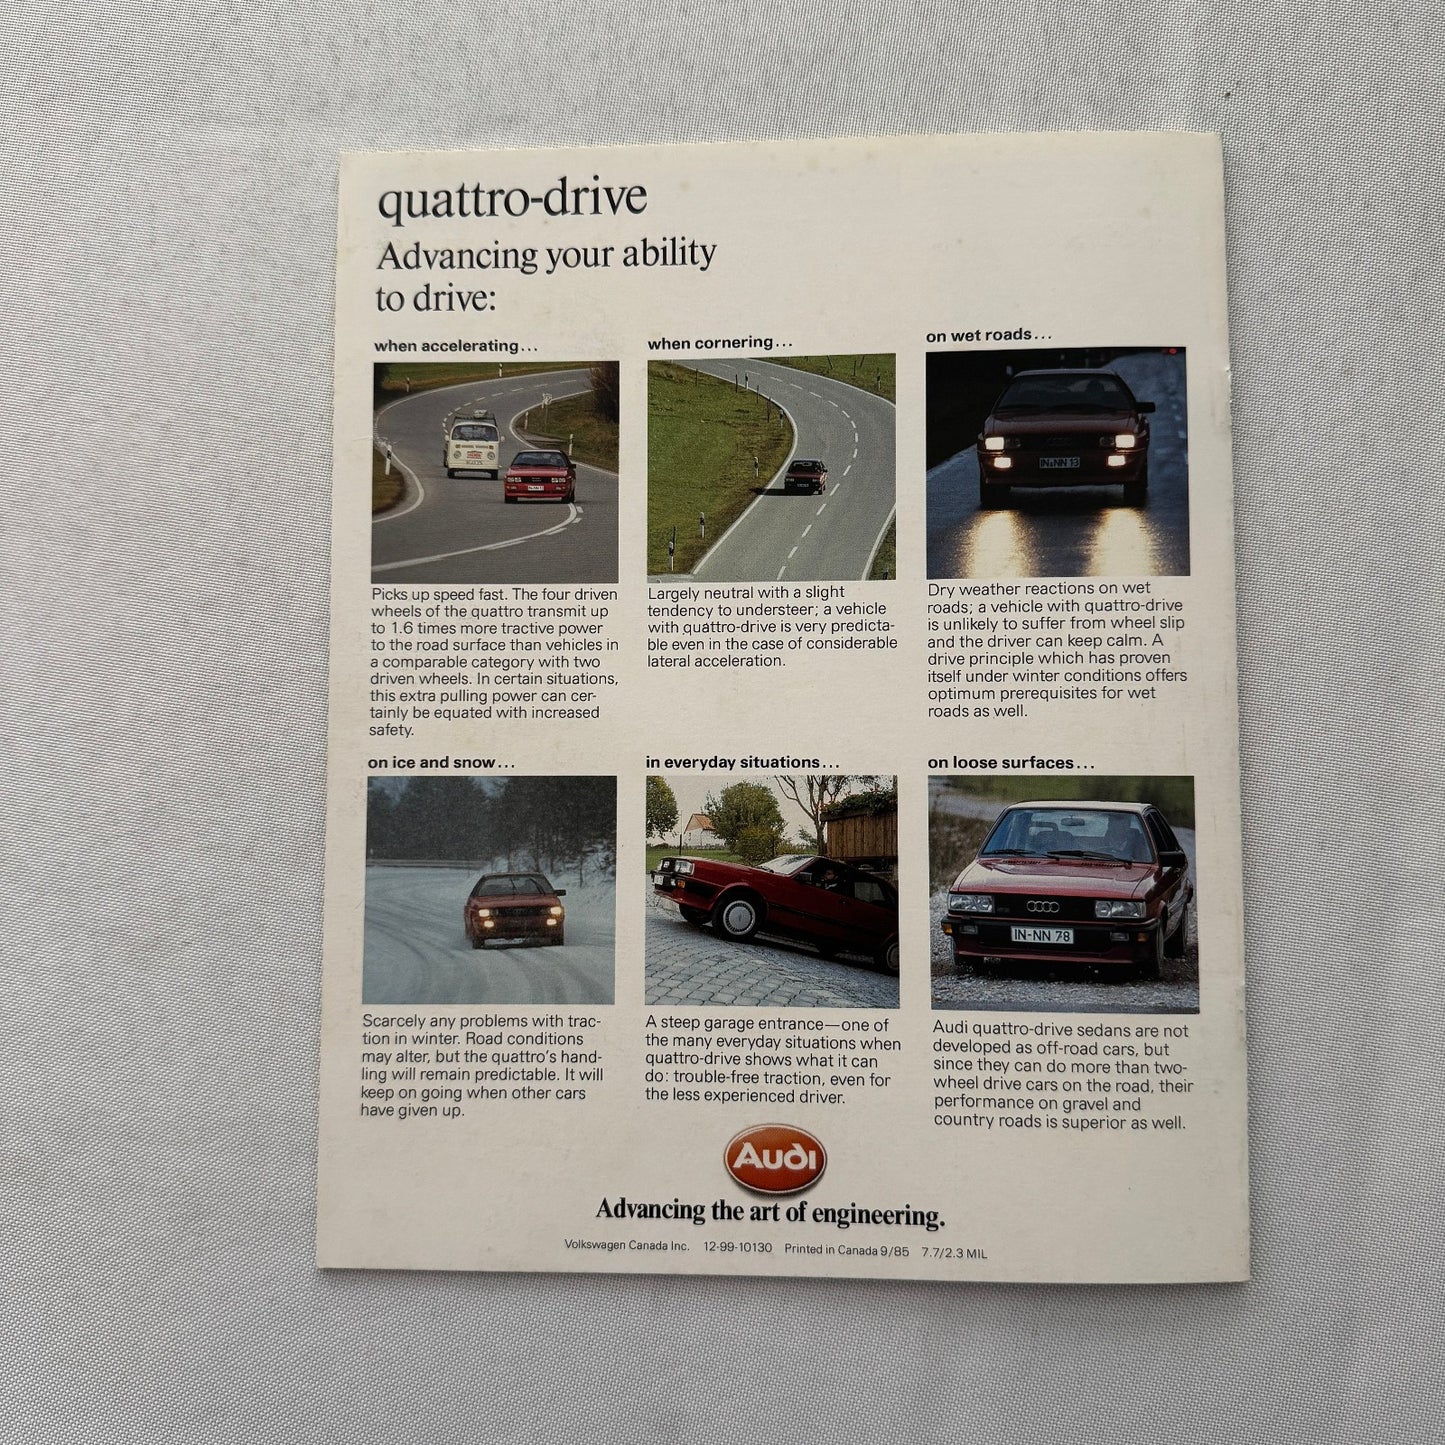 quattro-drive
Advancing your ability
to drive:
when accelerating...
Picks up speed fast. The four driven
wheels of the quattro transmit up
to 1.6 times more tractive power
to the road surface than vehicles in
a comparable category with two
driven wheels. In certain situations,
this extra pulling power can cer-
tainly be equated with increased
safety.
when cornering...
Largely neutral with a slight
tendency to understeer; a vehicle
with quattro-drive is very predicta-
ble even in the case of considerable
lateral acceleration.
on wet roads...
IN-NN 13
Dry weather reactions on wet
roads; a vehicle with quattro-drive
is unlikely to suffer from wheel slip
and the driver can keep calm. A
drive principle which has proven
itself under winter conditions offers
optimum prerequisites for wet
roads as well.
on ice and snow...
Scarcely any problems with trac-
tion in winter. Road conditions
may alter, but the quattro's hand-
ling will remain predictable. It will
keep on going when other cars
have given up.
in everyday situations...
A steep garage entrance—one of
the many everyday situations when
quattro-drive shows what it can
do: trouble-free traction, even for
the less experienced driver.
on loose surfaces...
IN-NN 78
Audi quattro-drive sedans are not
developed as off-road cars, but
since they can do more than two-
wheel drive cars on the road, their
performance on gravel and
country roads is superior as well.
Audi
Advancing the art of engineering.
Volkswagen Canada Inc. 12-99-10130 Printed in Canada 9/85 7.7/2.3 MIL